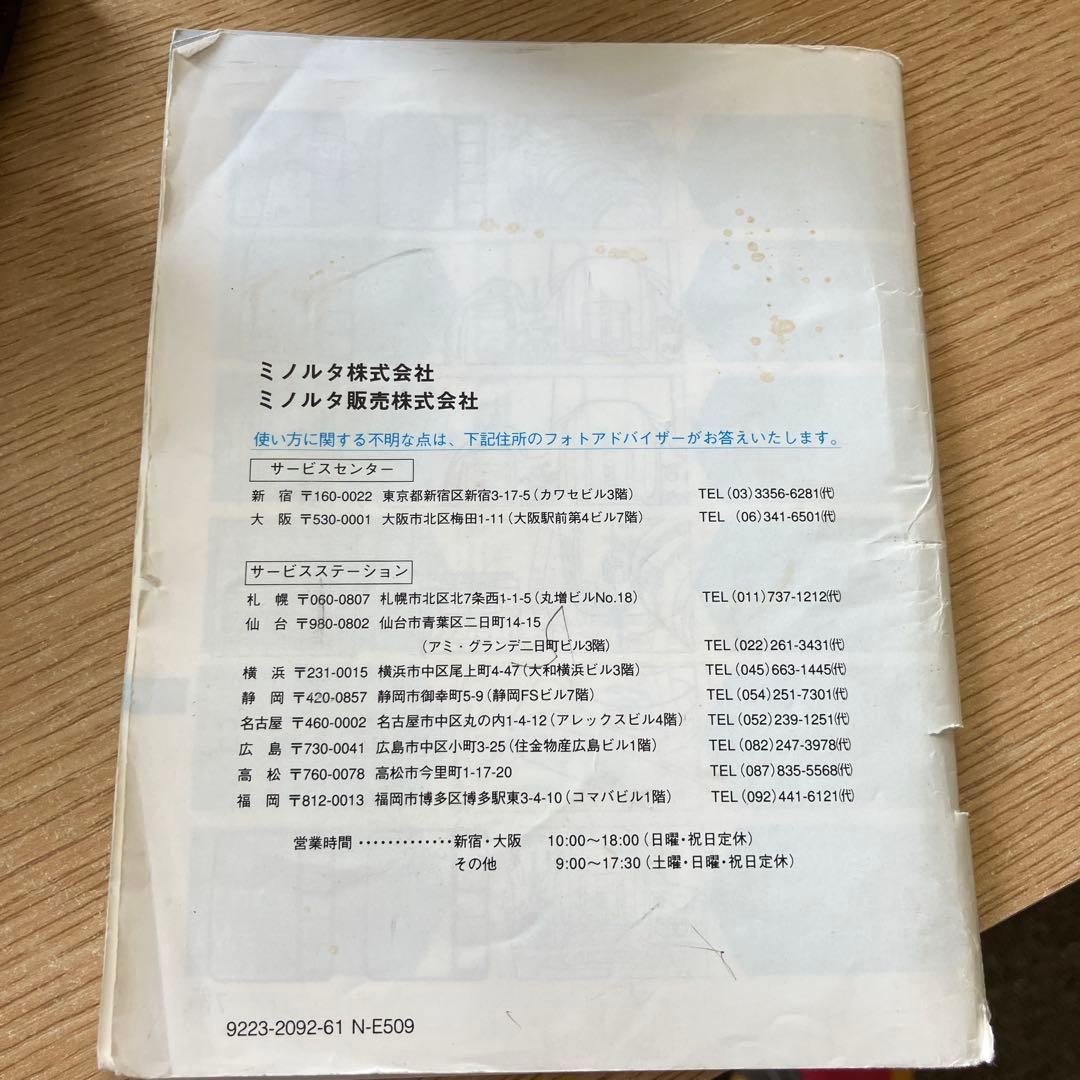 ミノルタ株式会社
ミノルタ販売株式会社
使い方に関する不明な点は、下記住所のフォトアドバイザーがお答えいたします。
サービスセンター
新 宿 〒160-0022 東京都新宿区新宿3-17-5(カワセビル3階) TEL(03)3356-6281㈹
大 阪 〒530-0001 大阪市北区梅田1-11(大阪駅前第4ビル7階) TEL (06)341-6501㈹
サービスステーション
札 幌 〒060-0807 札幌市北区北7条西1-1-5(丸増ビルNo.18) TEL(011)737-1212㈹
仙 台 〒980-0802 仙台市青葉区二日町14-15
(アミ・グランデ二日町ビル3階) TEL(022)261-3431㈹
横 浜 〒231-0015 横浜市中区尾上町4-47(大和横浜ビル3階) TEL(045)663-1445㈹
静 岡 〒420-0857 静岡市御幸町5-9(静岡FSビル7階) TEL(054)251-7301㈹
名古屋 〒460-0002 名古屋市中区丸の内1-4-12(アレックスビル4階) TEL(052)239-1251㈹
広 島 〒730-0041 広島市中区小町3-25(住金物産広島ビル1階) TEL(082)247-3978㈹
高 松 〒760-0078 高松市今里町1-17-20 TEL(087)835-5568㈹
福 岡 〒812-0013 福岡市博多区博多駅東3-4-10(コマバビル1階) TEL(092)441-6121㈹
営業時間 ·············新宿・大阪 10:00〜18:00(日曜・祝日定休)
その他 9:00〜17:30(土曜・日曜・祝日定休)
9223-2092-61 N-E509